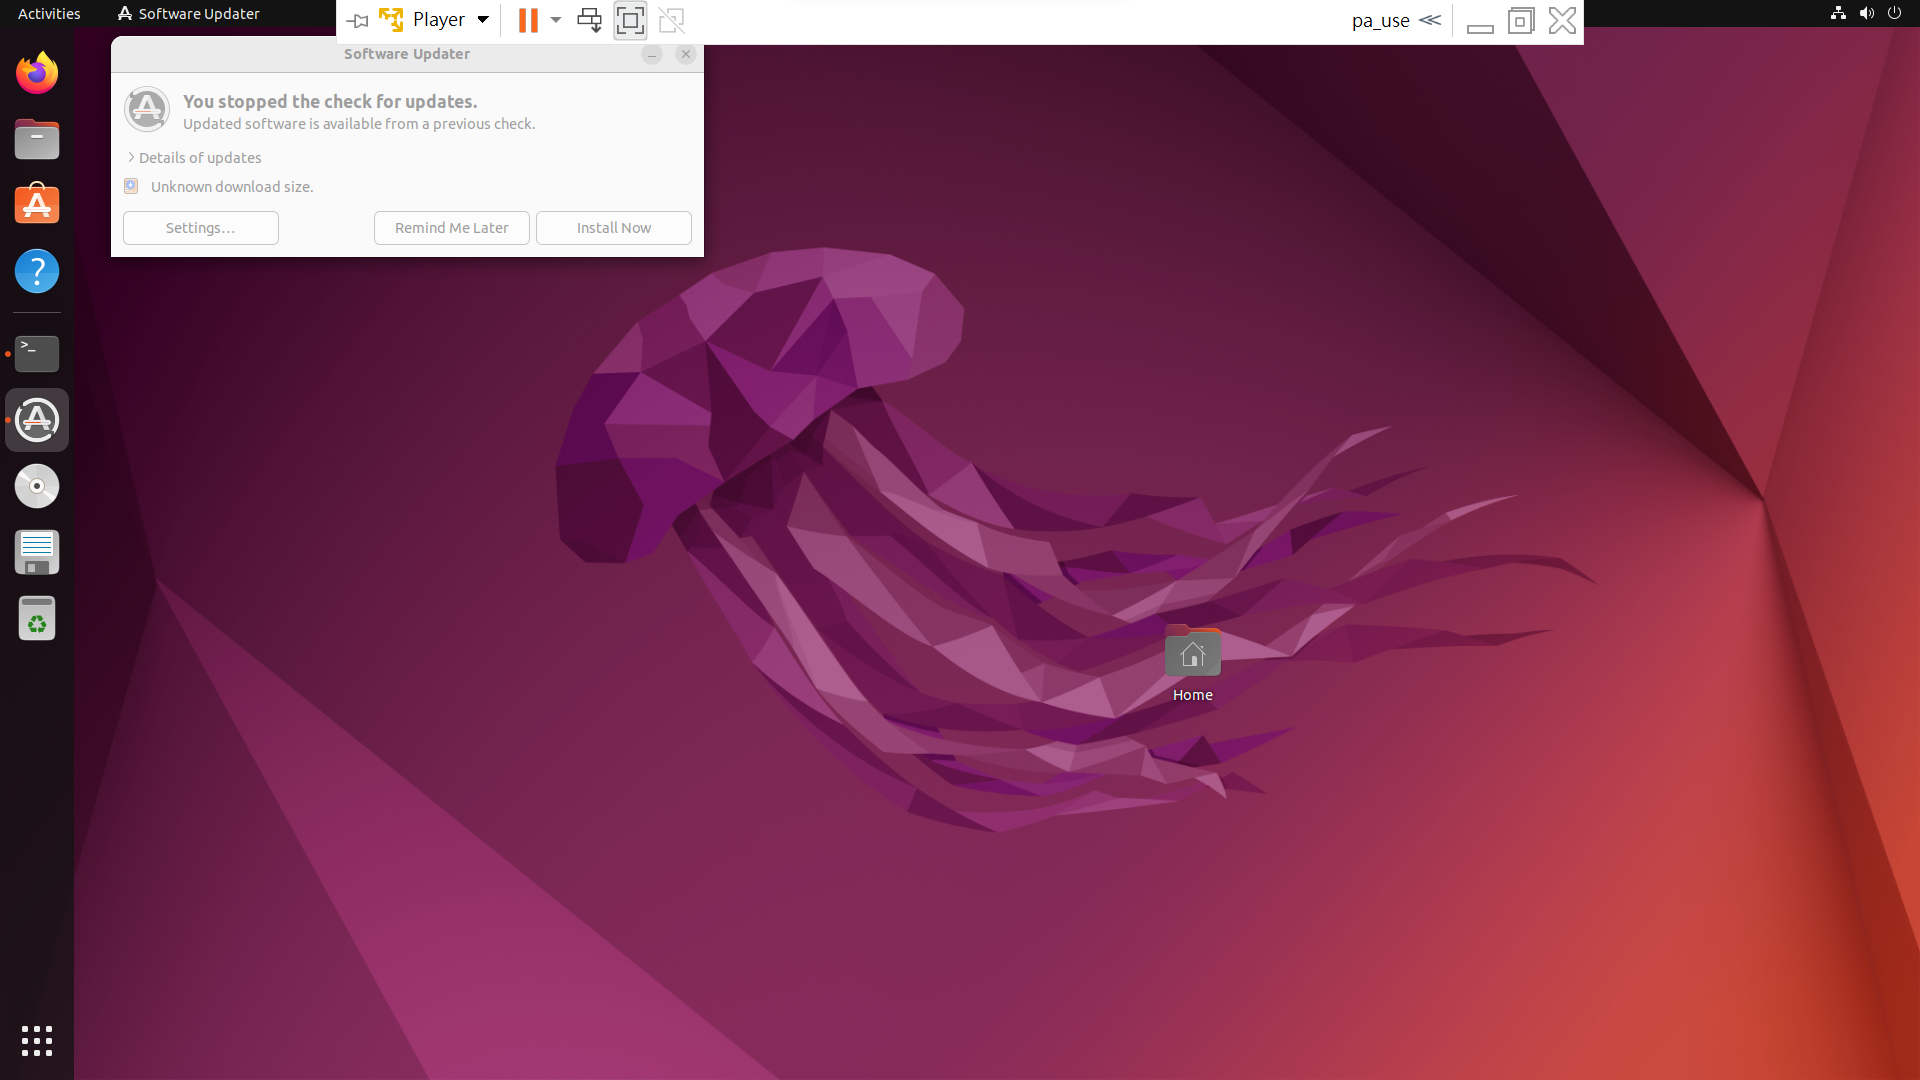 Activities
Software Updater
Player
pa_use
Software Updater
You stopped the check for updates.
Updated software is available from a previous check.
Details of updates
Unknown download size.
Settings…
Remind Me Later
Install Now
Home